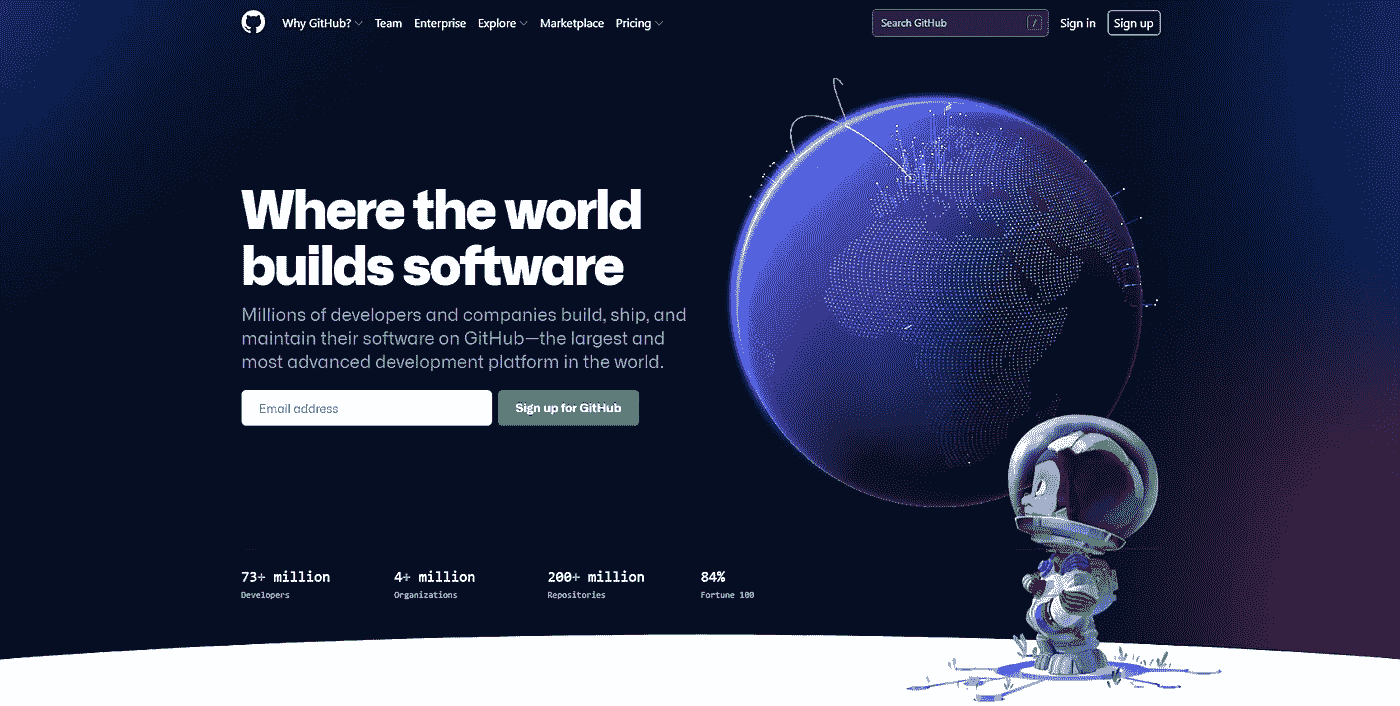 Why GitHub? Team Enterprise Explore Marketplace Pricing Search GitHub / Sign in Sign up
Where the world
builds software
Millions of developers and companies build, ship, and
maintain their software on GitHub—the largest and
most advanced development platform in the world.
Email address Sign up for GitHub
73+ million 4+ million 200+ million 84%
Developers Organizations Repositories Fortune 100